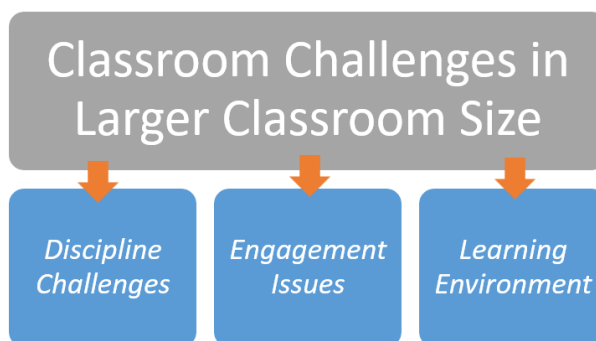 Classroom Challenges in
Larger Classroom Size
Discipline
Challenges
Engagement
Issues
Learning
Environment